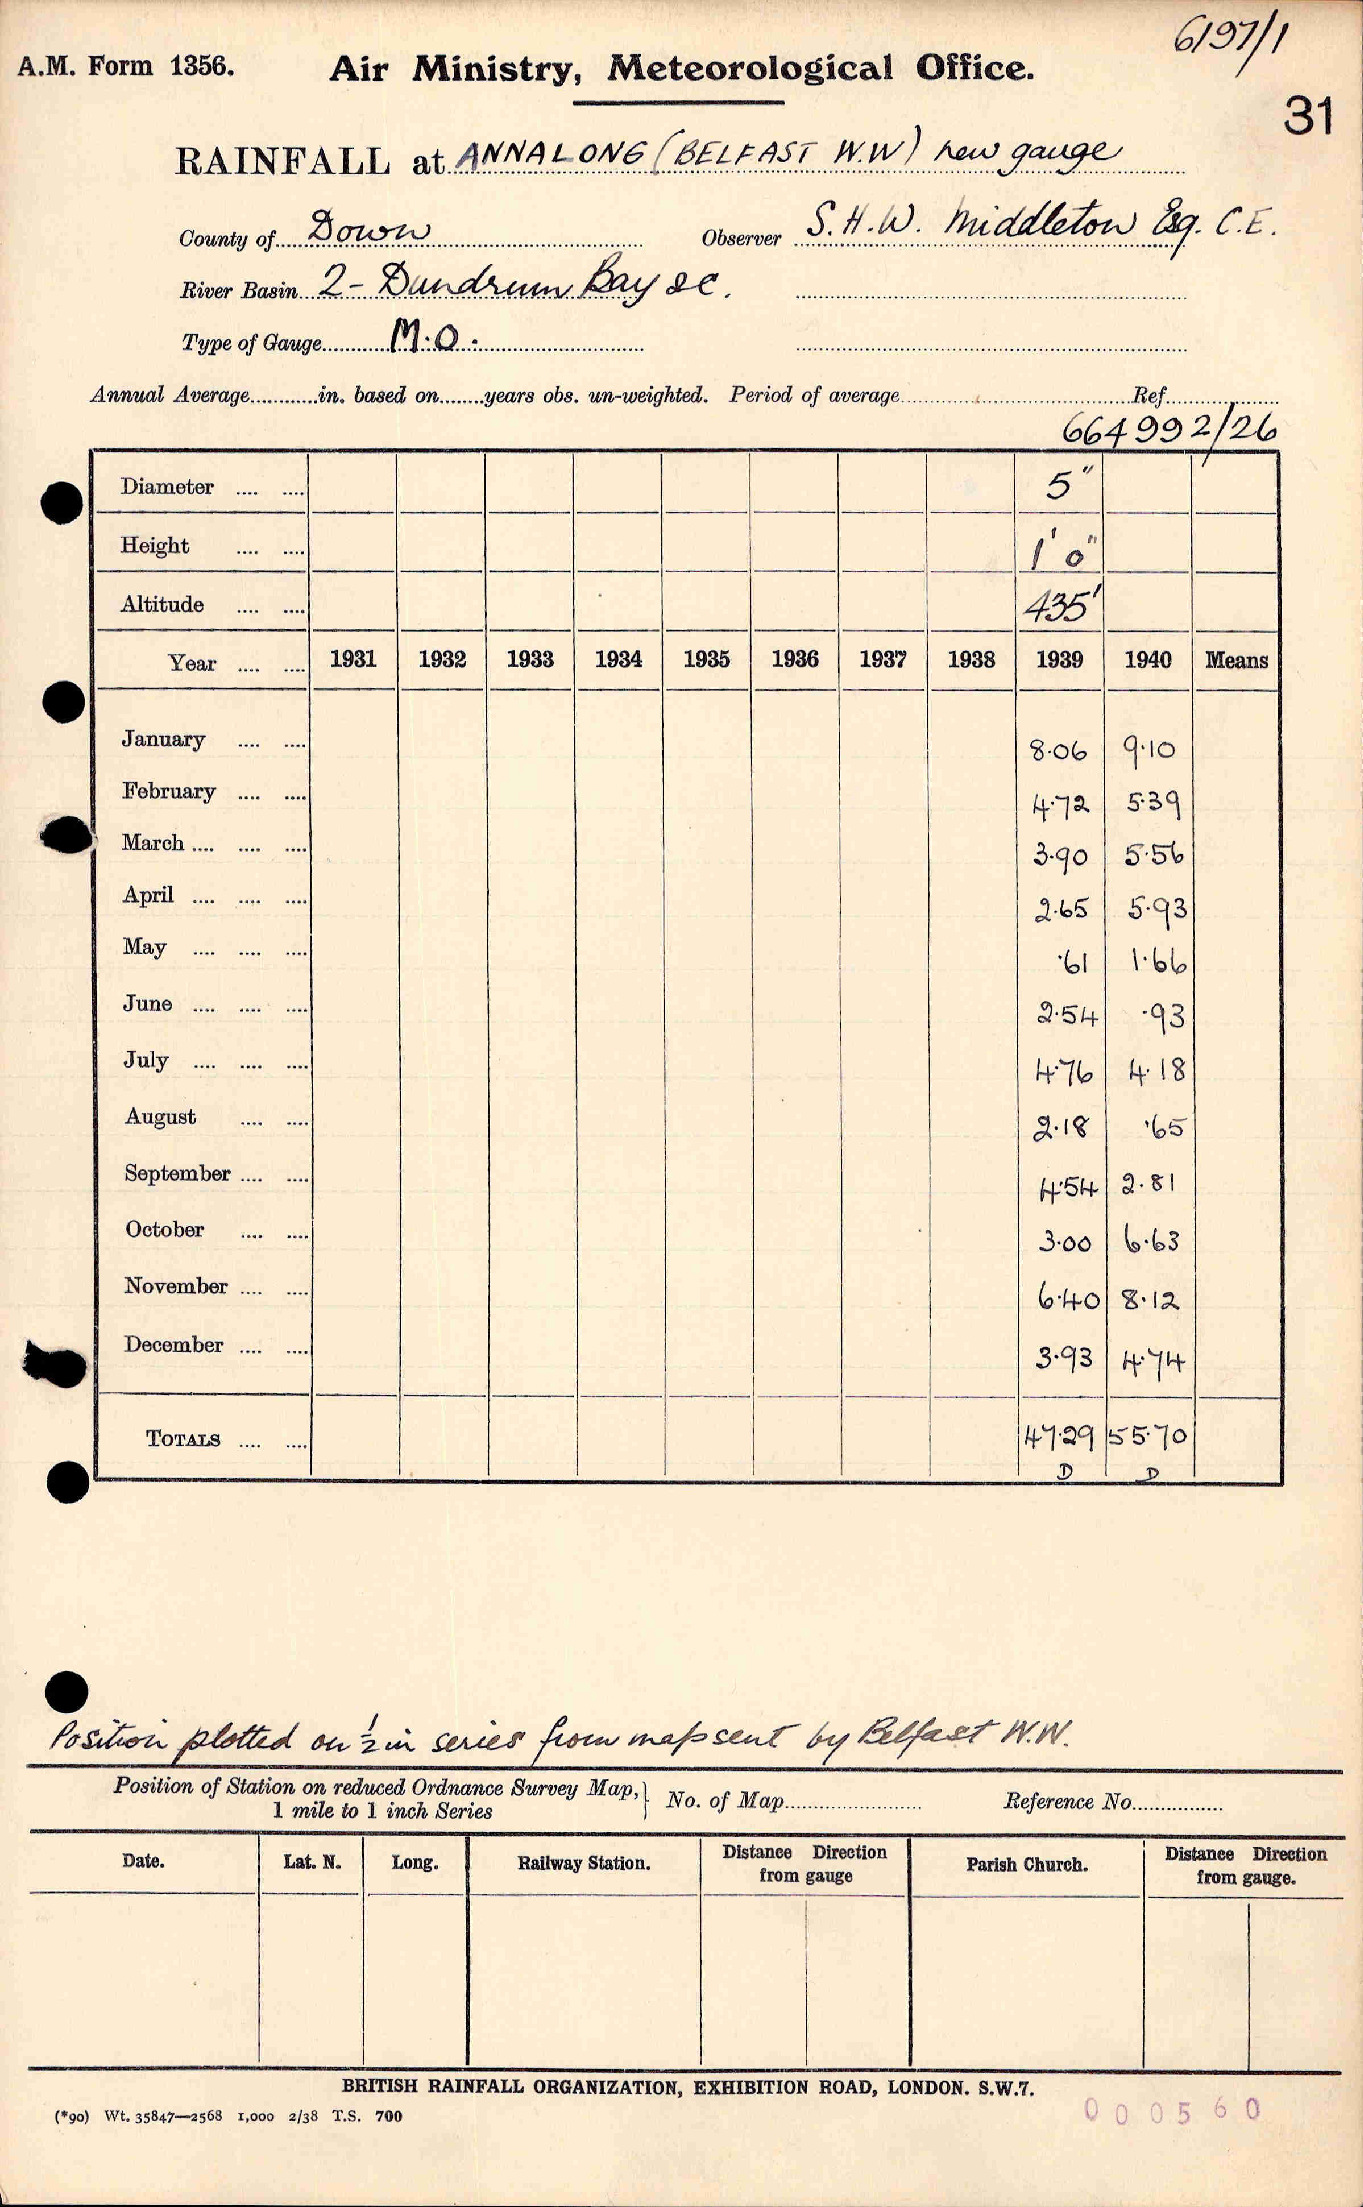 6197/1
A.M. Form 1356. Air Ministry, Meteorological Office.
31
RAINFALL at ANNALONG (BELFAST W.W) new gauge
County of Down Observer S.H.W. Middleton Esq. C.E.
River Basin 2 - Dundrum Bay &c.
Type of Gauge M.O.
Annual Average in. based on years obs. un-weighted. Period of average Ref.
664992/26
Diameter 5"
Height 1' 0"
Altitude 435'
Year 1931 1932 1933 1934 1935 1936 1937 1938 1939 1940 Means
January 8.06 9.10
February 4.72 5.39
March 3.90 5.56
April 2.65 5.93
May .61 1.66
June 2.54 .93
July 4.76 4.18
August 2.18 .65
September 4.54 2.81
October 3.00 6.63
November 6.40 8.12
December 3.93 4.74
TOTALS 47.29 55.70
D D
Position plotted on 1/2 in series from map sent by Belfast W.W.
Position of Station on reduced Ordnance Survey Map, 1 mile to 1 inch Series } No. of Map Reference No.
Date. Lat. N. Long. Railway Station. Distance Direction from gauge Parish Church. Distance Direction from gauge.
BRITISH RAINFALL ORGANIZATION, EXHIBITION ROAD, LONDON. S.W.7.
(*90) Wt. 35847—2568 1,000 2/38 T.S. 700
000560